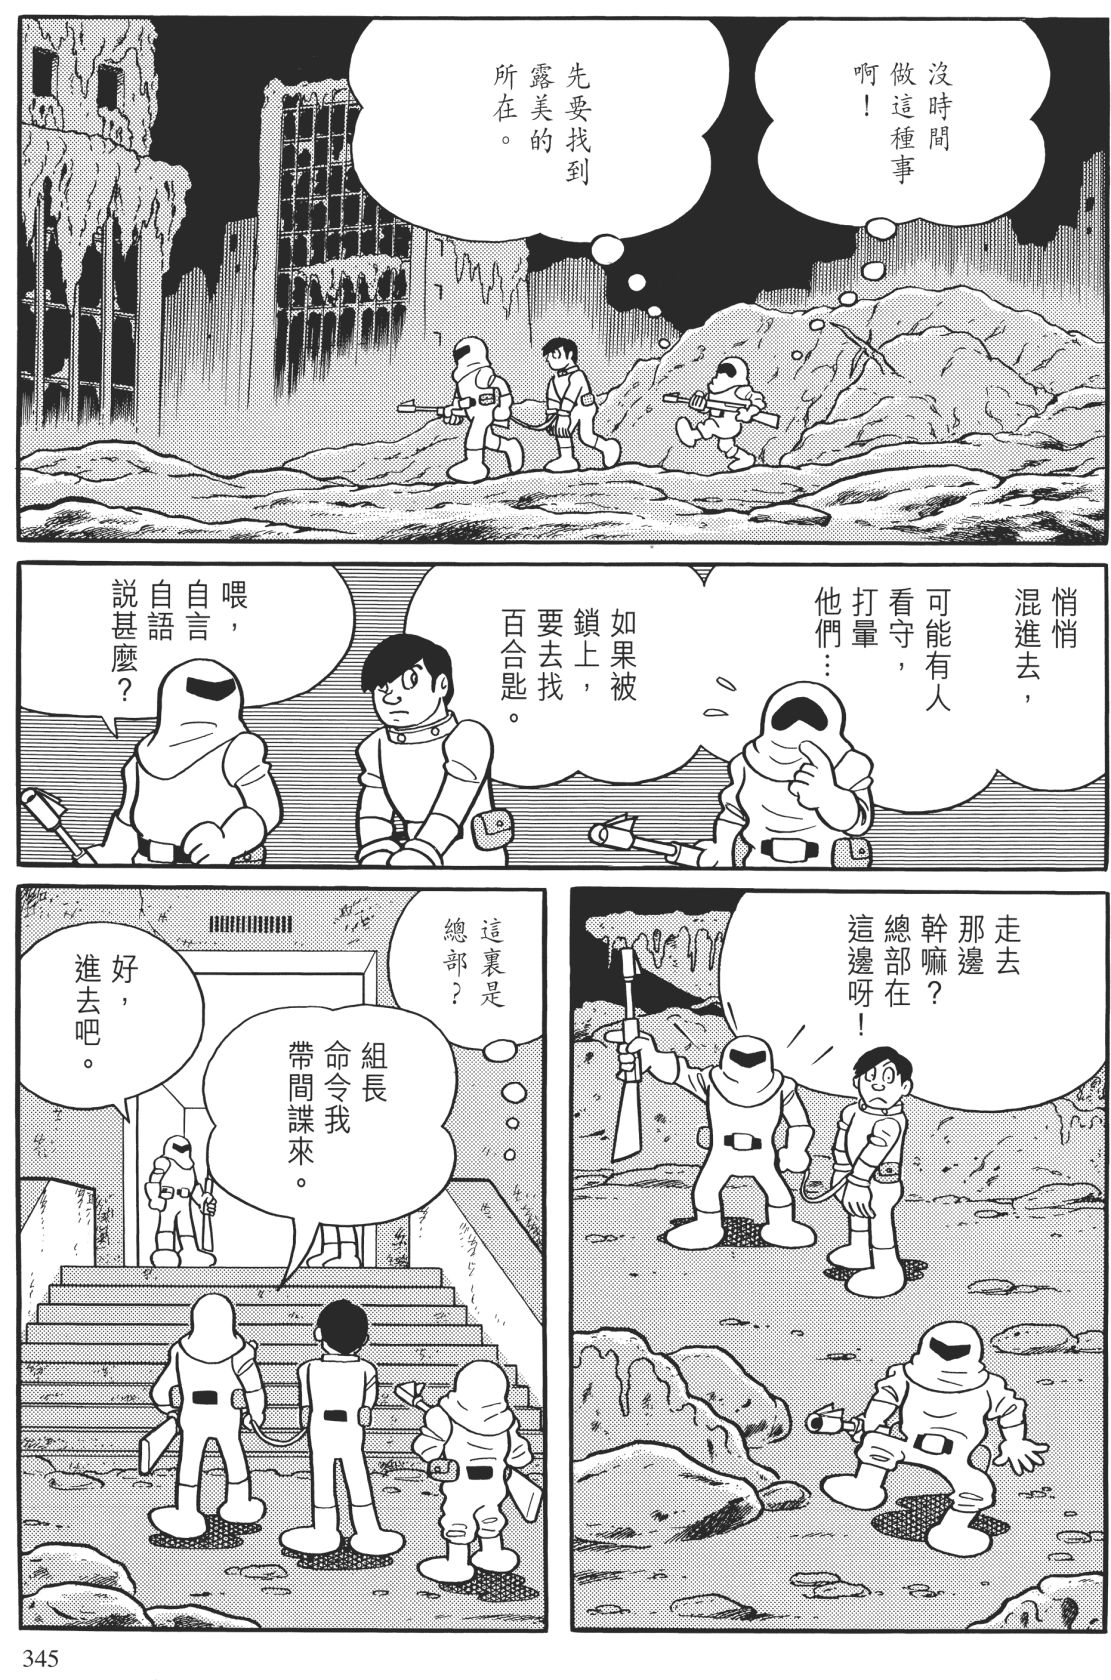 沒時間
做這種事
啊！
先要找到
露美的
所在。
悄悄
混進去，
可能有人
看守，
打暈
他們…
如果被
鎖上，
要去找
百合匙。
喂，
自言
自語
説甚麼？
走去
那邊
幹嘛？
總部在
這邊呀！
這裏是
總部？
組長
命令我
帶間諜來。
好，
進去吧。
345